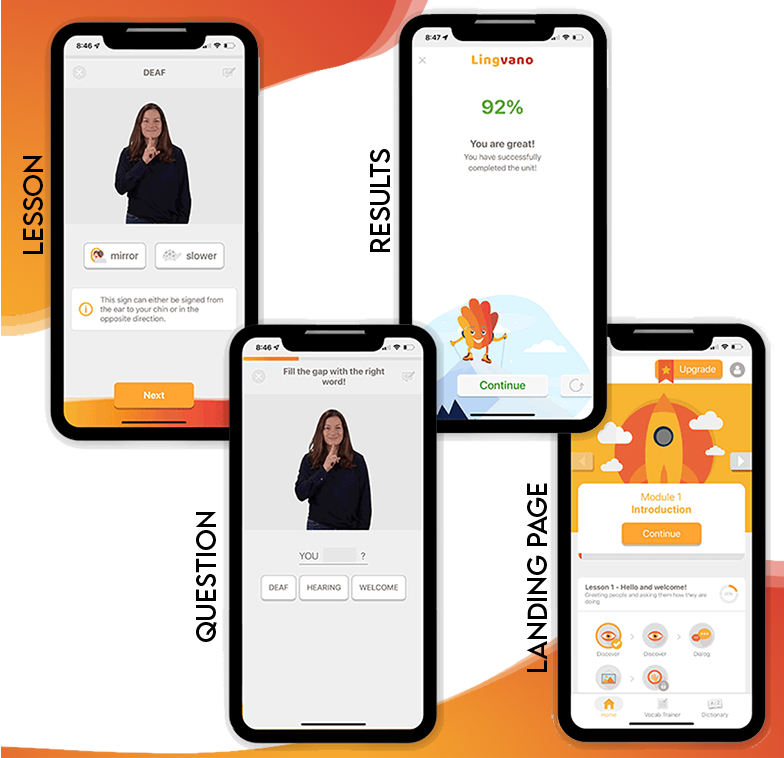 LESSON
8:46
DEAF
mirror
slower
This sign can either be signed from
the ear to your chin or in the
opposite direction.
Next
RESULTS
8:47
Lingvano
92%
You are great!
You have successfully
completed the unit!
Continue
QUESTION
8:46
Fill the gap with the right
word!
YOU ?
DEAF
HEARING
WELCOME
LANDING PAGE
Upgrade
Module 1
Introduction
Continue
Lesson 1 - Hello and welcome!
Greeting people and asking them how they are
doing
Discover
Discover
Dialog
Home
Vocab Trainer
Dictionary